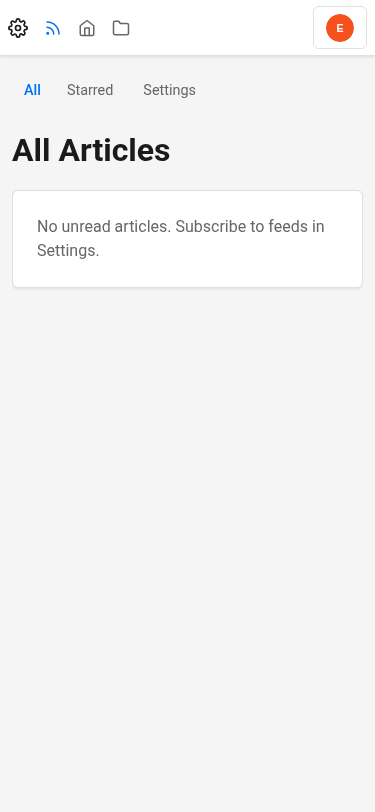 E
All Starred Settings
All Articles
No unread articles. Subscribe to feeds in
Settings.